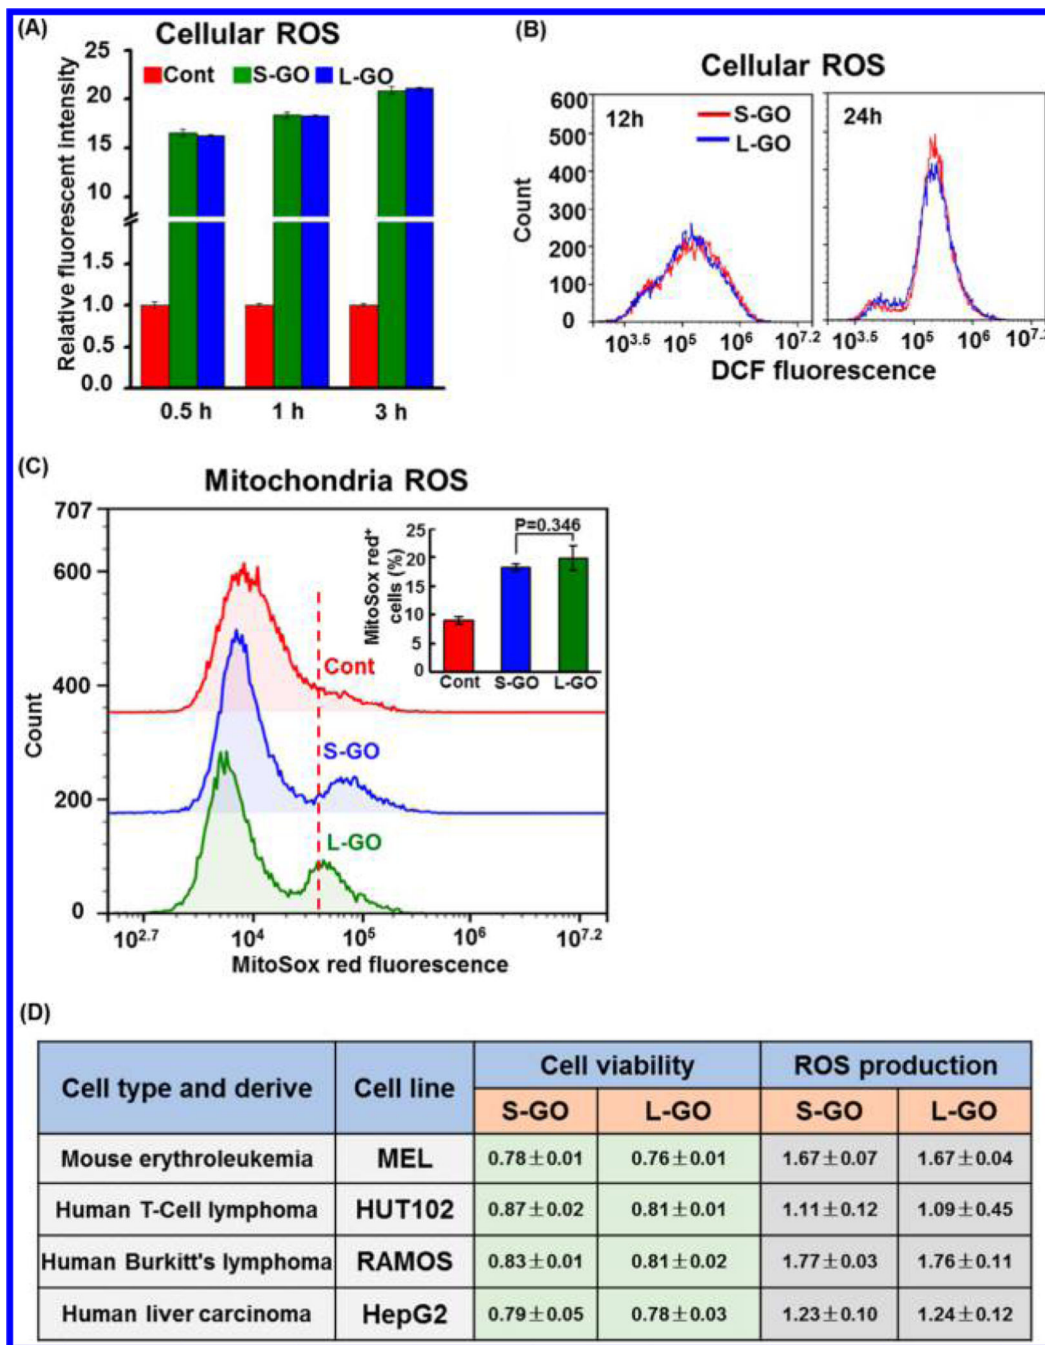 (A)
Cellular ROS
Cont S-GO L-GO
Relative fluorescent intensity
25
20
15
10
1.5
1.0
0.5
0.0
0.5 h 1 h 3 h
(B)
Cellular ROS
600
500
400
300
200
100
0
Count
12h
S-GO
L-GO
24h
10^3.5 10^5 10^6 10^7.2 10^3.5 10^5 10^6
DCF fluorescence
(C)
Mitochondria ROS
707
600
400
200
0
Count
Cont
S-GO
L-GO
10^2.7 10^4 10^5 10^6 10^7.2
MitoSox red fluorescence
P=0.346
MitoSox red+
cells (%)
25
20
15
10
5
0
Cont S-GO L-GO
(D)
Cell type and derive Cell line Cell viability ROS production
S-GO L-GO S-GO L-GO
Mouse erythroleukemia MEL 0.78±0.01 0.76±0.01 1.67±0.07 1.67±0.04
Human T-Cell lymphoma HUT102 0.87±0.02 0.81±0.01 1.11±0.12 1.09±0.45
Human Burkitt's lymphoma RAMOS 0.83±0.01 0.81±0.02 1.77±0.03 1.76±0.11
Human liver carcinoma HepG2 0.79±0.05 0.78±0.03 1.23±0.10 1.24±0.12